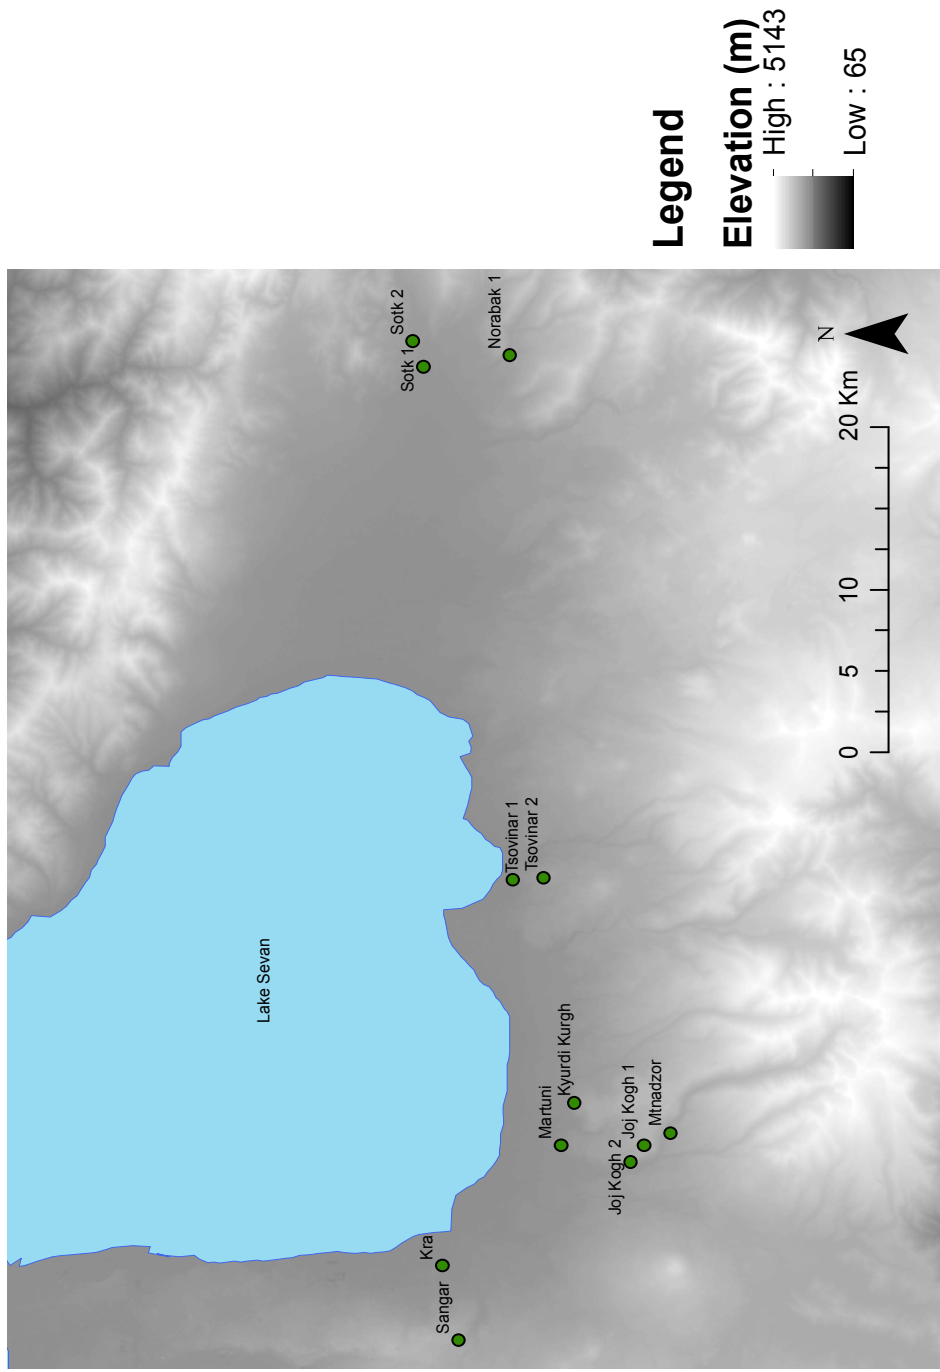 Lake Sevan
Sotk 2
Sotk 1
Kra
Sangar
Norabak 1
Tsovinar 1
Tsovinar 2
Martuni
Kyurdi Kurgh
Joj Kogh 2
Joj Kogh 1
Mtnadzor
N
0 5 10 20 Km
Legend
Elevation (m)
High : 5143
Low : 65